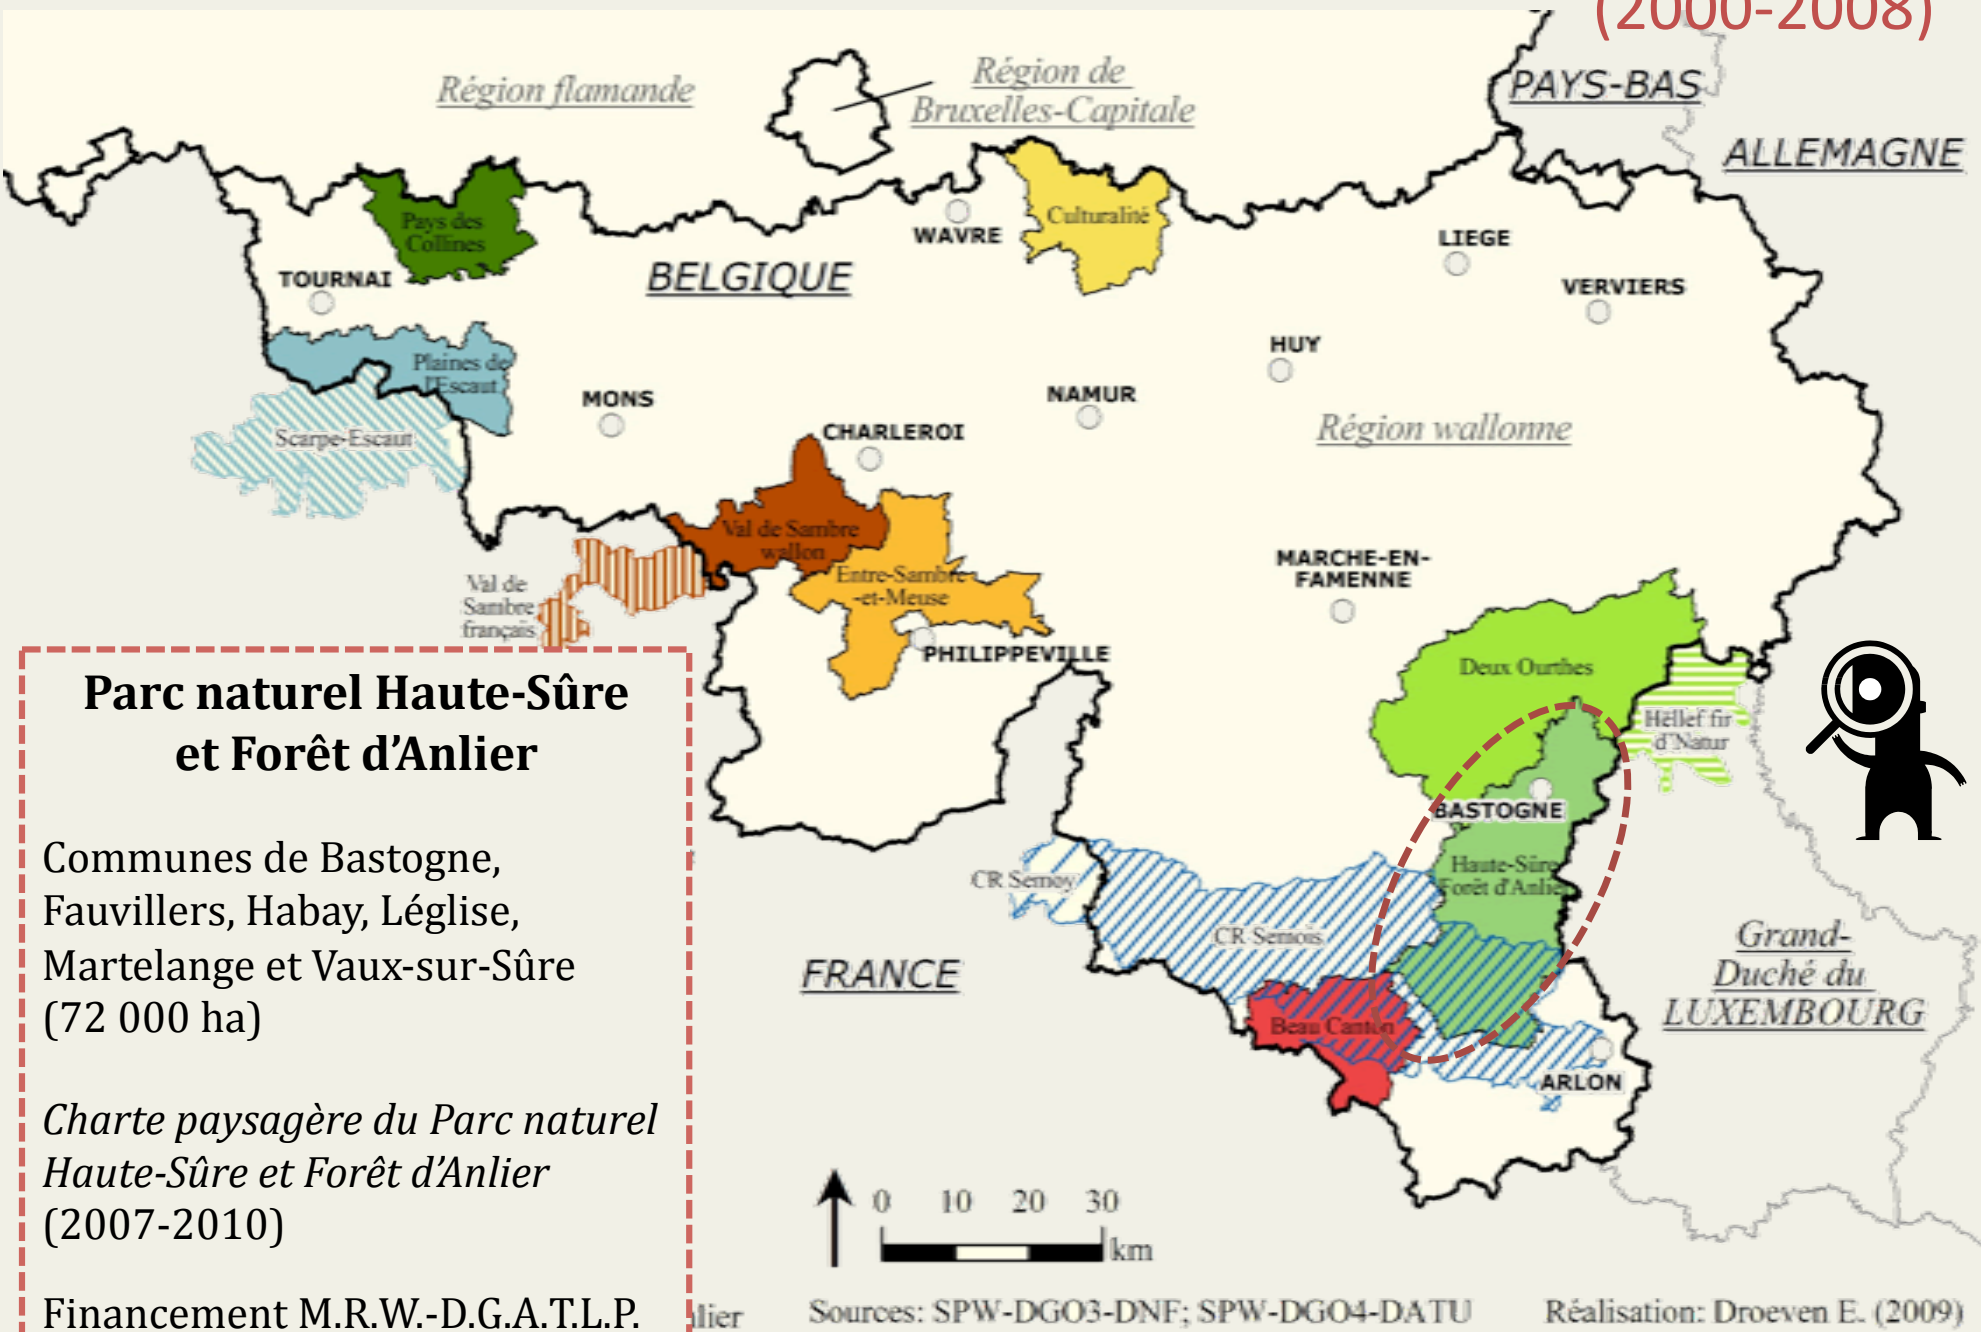 (2000-2008)
Région flamande
Région de
Bruxelles-Capitale
PAYS-BAS
ALLEMAGNE
Pays des
Collines
Culturalité
WAVRE
LIEGE
TOURNAI
BELGIQUE
VERVIERS
Plaines de
l'Escaut
HUY
MONS
NAMUR
Scarpe-Escaut
CHARLEROI
Région wallonne
Val de Sambre
wallon
MARCHE-EN-
FAMENNE
Val de
Sambre
français
Entre-Sambre
-et-Meuse
PHILIPPEVILLE
Deux Ourthes
Hëllef fir
d'Natur
BASTOGNE
Haute-Sûre
Forêt d'Anlier
CR Semoy
CR Semois
FRANCE
Grand-
Duché du
LUXEMBOURG
Beau Canton
ARLON
Parc naturel Haute-Sûre
et Forêt d’Anlier
Communes de Bastogne,
Fauvillers, Habay, Léglise,
Martelange et Vaux-sur-Sûre
(72 000 ha)
Charte paysagère du Parc naturel
Haute-Sûre et Forêt d’Anlier
(2007-2010)
Financement M.R.W.-D.G.A.T.L.P.
0 10 20 30
km
lier
Sources: SPW-DGO3-DNF; SPW-DGO4-DATU
Réalisation: Droeven E. (2009)